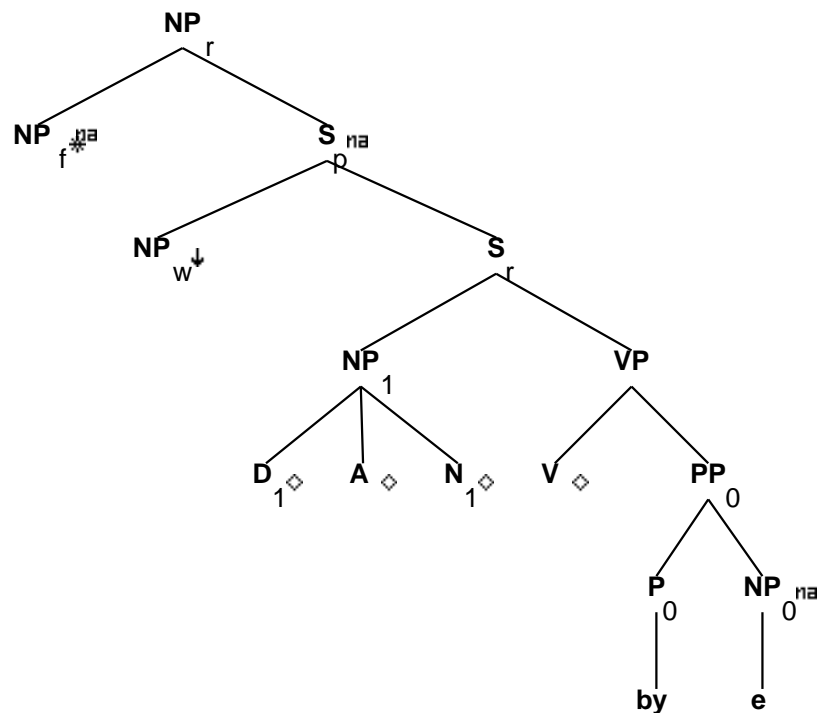 NP r
NP f * na S p na
NP w ↓ S r
NP 1 VP
D 1 ◇ A ◇ N 1 ◇ V ◇ PP 0
P 0 NP 0 na
by e